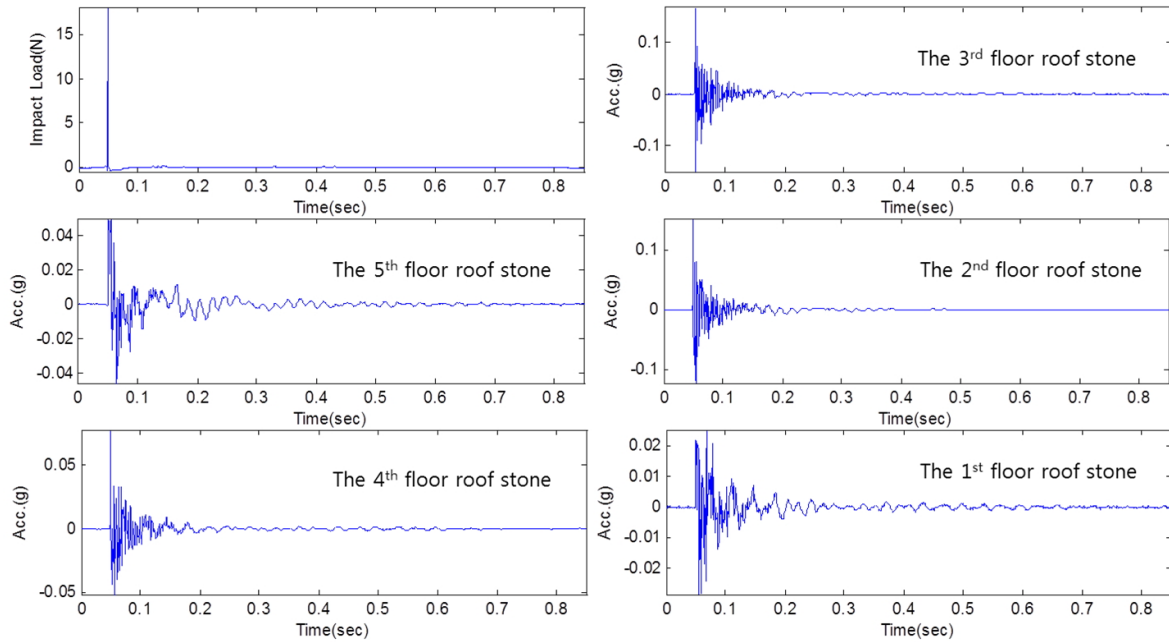 Impact Load(N)
15
10
5
0
0 0.1 0.2 0.3 0.4 0.5 0.6 0.7 0.8
Time(sec)
The 3rd floor roof stone
Acc.(g)
0.1
0
-0.1
0 0.1 0.2 0.3 0.4 0.5 0.6 0.7 0.8
Time(sec)
The 5th floor roof stone
Acc.(g)
0.04
0.02
0
-0.02
-0.04
0 0.1 0.2 0.3 0.4 0.5 0.6 0.7 0.8
Time(sec)
The 2nd floor roof stone
Acc.(g)
0.1
0
-0.1
0 0.1 0.2 0.3 0.4 0.5 0.6 0.7 0.8
Time(sec)
The 4th floor roof stone
Acc.(g)
0.05
0
-0.05
0 0.1 0.2 0.3 0.4 0.5 0.6 0.7 0.8
Time(sec)
The 1st floor roof stone
Acc.(g)
0.02
0.01
0
-0.01
-0.02
0 0.1 0.2 0.3 0.4 0.5 0.6 0.7 0.8
Time(sec)